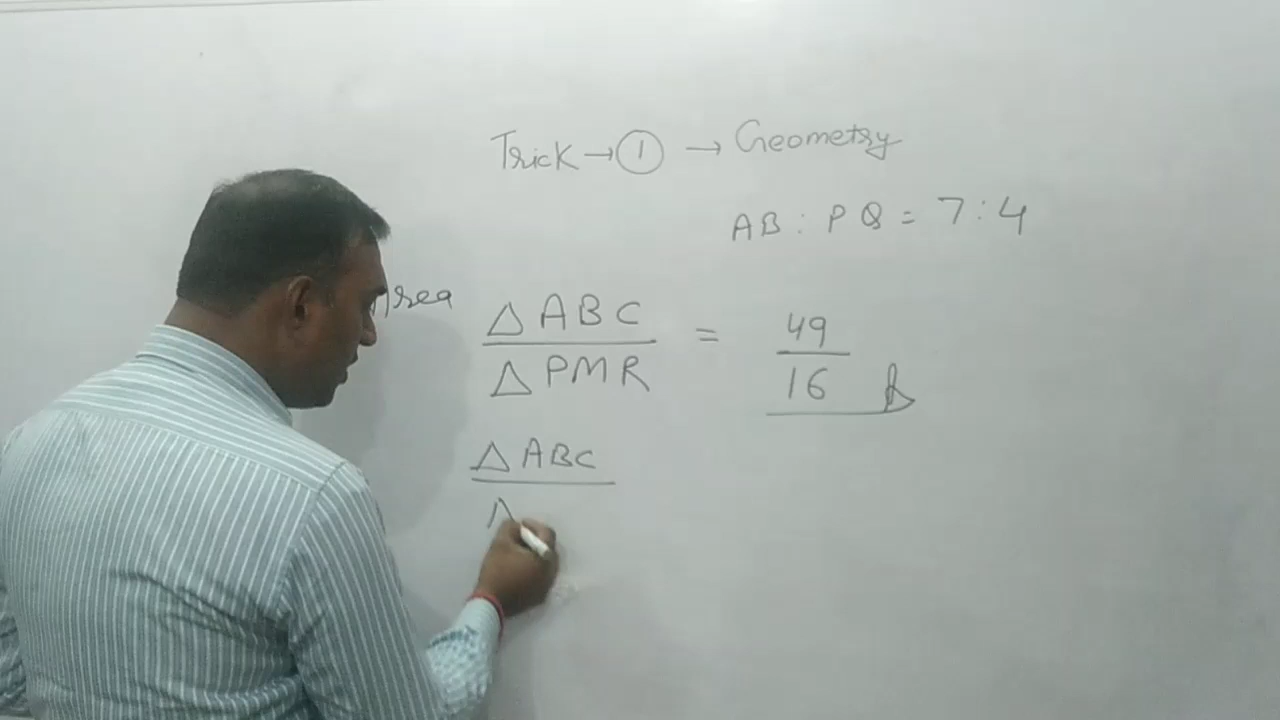 Trick → ① → Geometry
AB : PQ = 7 : 4
Area △ABC / △PMR = 49 / 16
△ABC
△